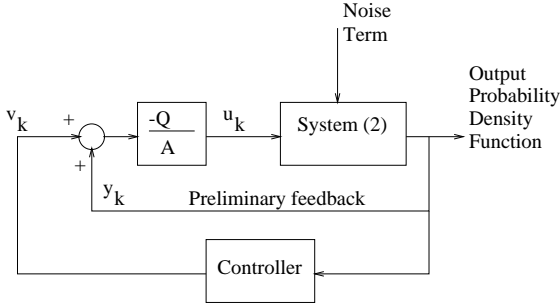 Noise
Term
Output
Probability
Density
Function
v_k
+
+
-Q
A
u_k
System (2)
y_k
Preliminary feedback
Controller